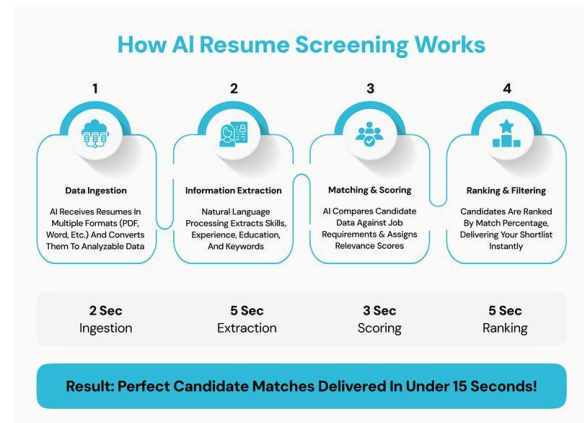 How AI Resume Screening Works
1
2
3
4
Data Ingestion
AI Receives Resumes In
Multiple Formats (PDF,
Word, Etc.) And Converts
Them To Analyzable Data
Information Extraction
Natural Language
Processing Extracts Skills,
Experience, Education,
And Keywords
Matching & Scoring
AI Compares Candidate
Data Against Job
Requirements & Assigns
Relevance Scores
Ranking & Filtering
Candidates Are Ranked
By Match Percentage,
Delivering Your Shortlist
Instantly
2 Sec
Ingestion
5 Sec
Extraction
3 Sec
Scoring
5 Sec
Ranking
Result: Perfect Candidate Matches Delivered In Under 15 Seconds!